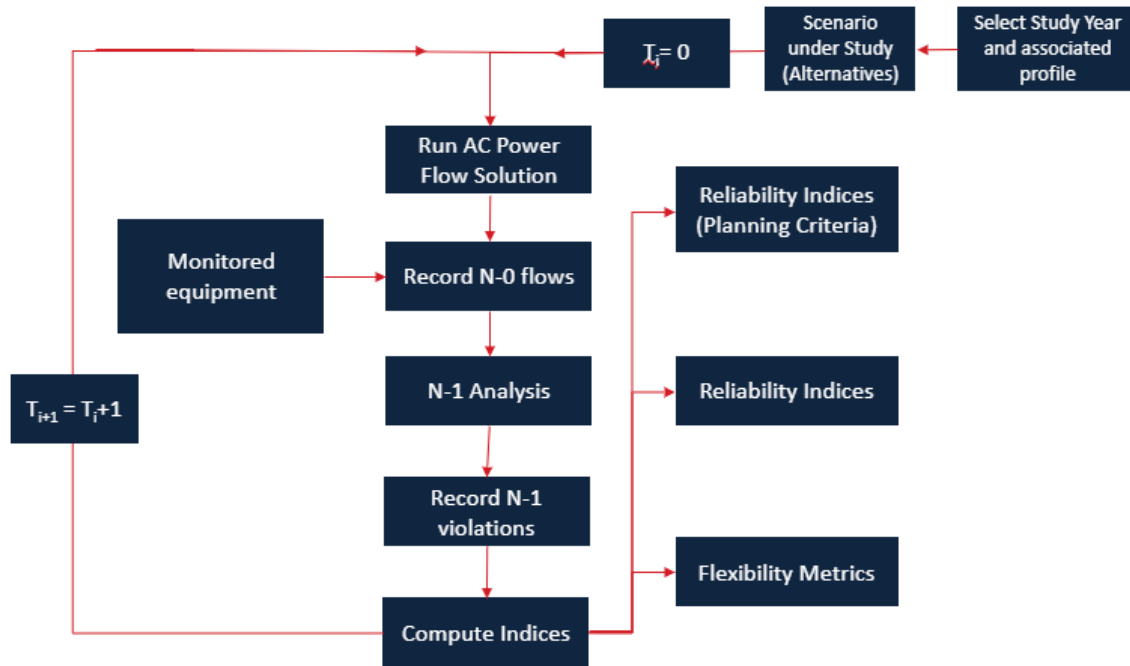 Select Study Year
and associated
profile
Scenario
under Study
(Alternatives)
Tᵢ= 0
Run AC Power
Flow Solution
Monitored
equipment
Record N-0 flows
N-1 Analysis
Record N-1
violations
Compute Indices
Tᵢ₊₁ = Tᵢ+1
Reliability Indices
(Planning Criteria)
Reliability Indices
Flexibility Metrics